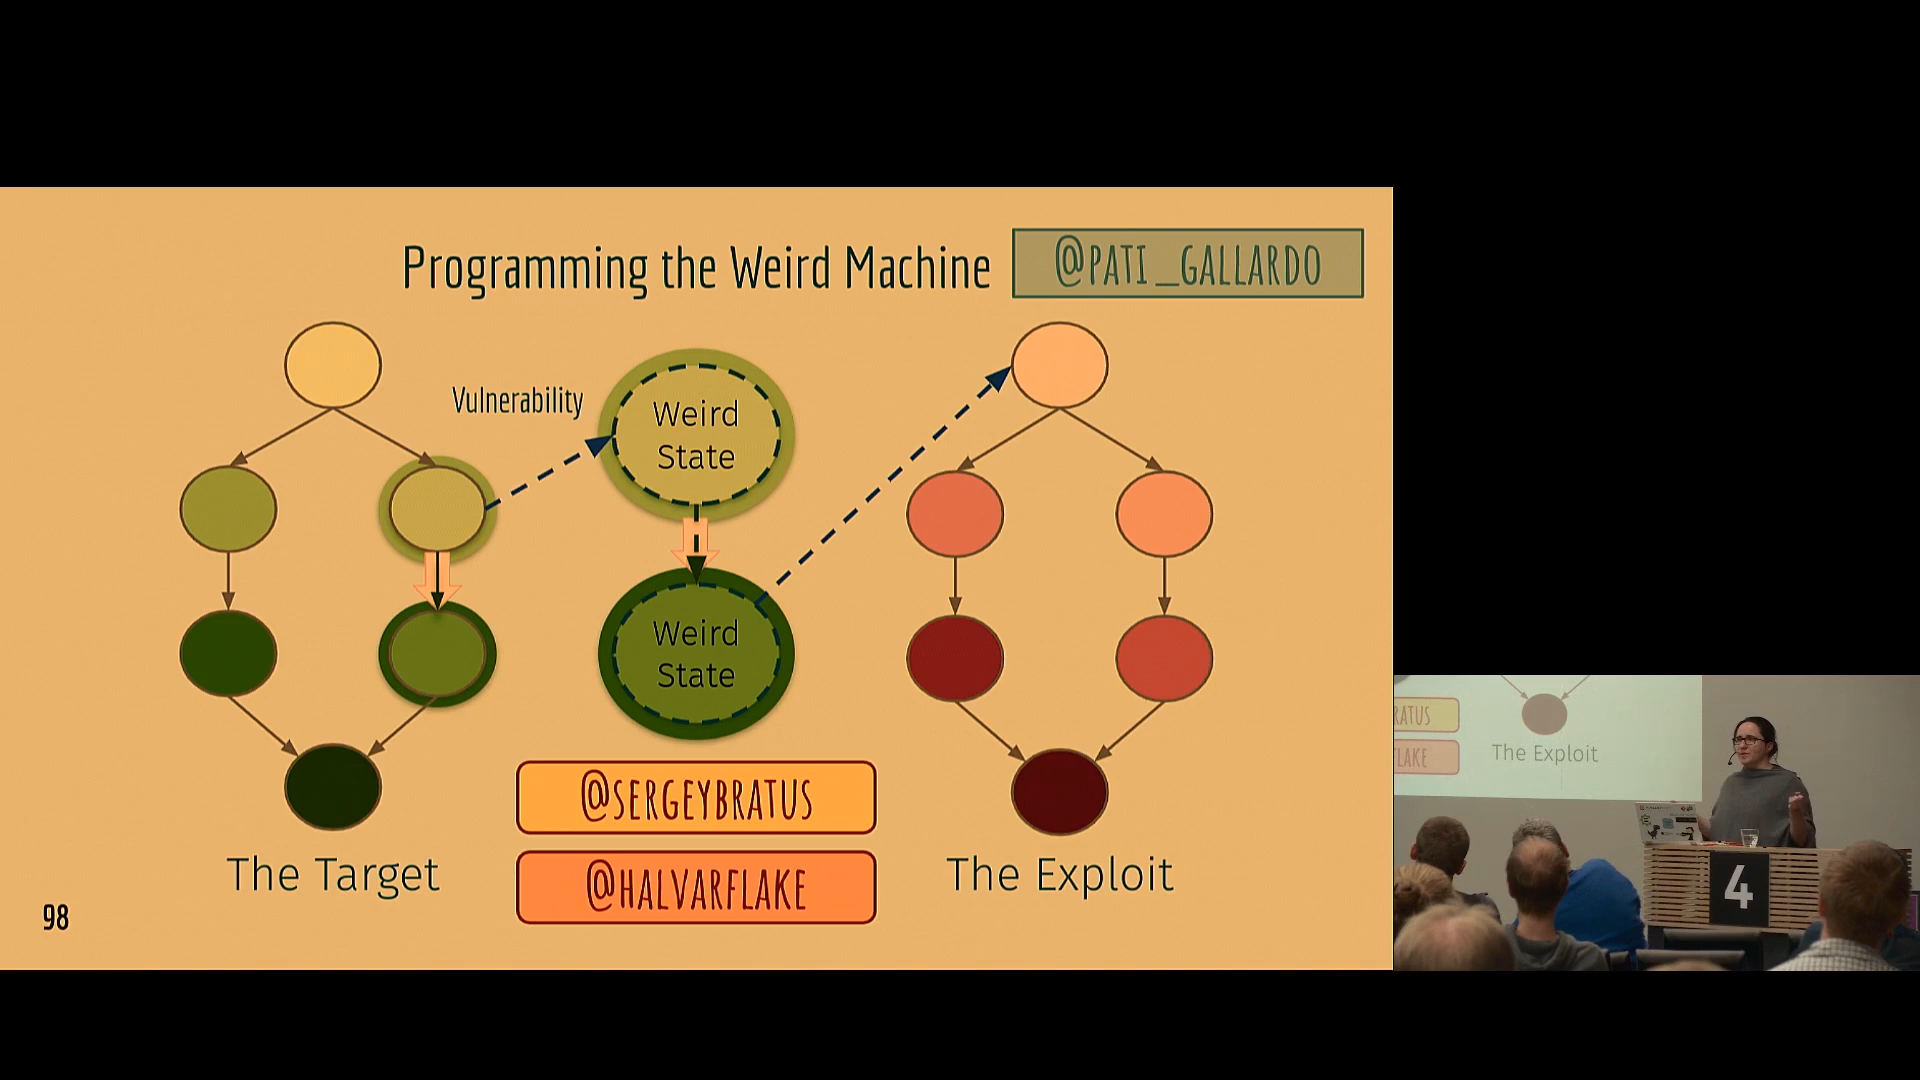 Programming the Weird Machine
@PATI_GALLARDO
Vulnerability
Weird
State
Weird
State
@SERGEYBRATUS
@HALVARFLAKE
The Target
The Exploit
98
RATUS
FLAKE
The Exploit
4